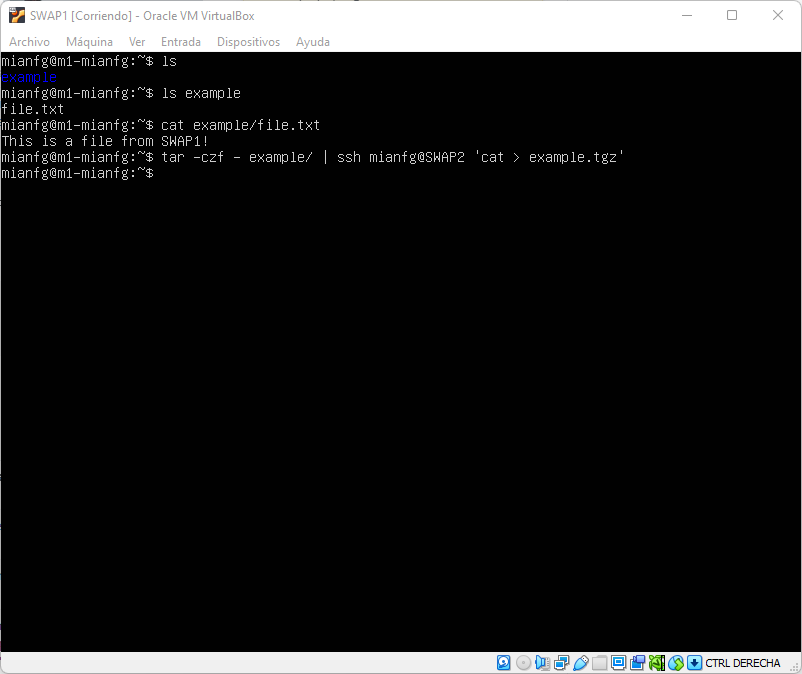 SWAP1 [Corriendo] - Oracle VM VirtualBox
Archivo Máquina Ver Entrada Dispositivos Ayuda
mianfg@m1-mianfg:~$ ls
example
mianfg@m1-mianfg:~$ ls example
file.txt
mianfg@m1-mianfg:~$ cat example/file.txt
This is a file from SWAP1!
mianfg@m1-mianfg:~$ tar -czf - example/ | ssh mianfg@SWAP2 'cat > example.tgz'
mianfg@m1-mianfg:~$
CTRL DERECHA